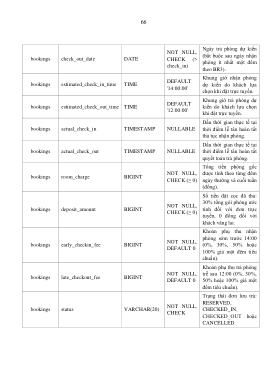 66
bookings check_out_date DATE NOT NULL, CHECK (> check_in) Ngày trả phòng dự kiến (bắt buộc sau ngày nhận phòng ít nhất một đêm theo BR3).
bookings estimated_check_in_time TIME DEFAULT '14:00:00' Khung giờ nhận phòng dự kiến do khách lựa chọn khi đặt trực tuyến.
bookings estimated_check_out_time TIME DEFAULT '12:00:00' Khung giờ trả phòng dự kiến do khách lựa chọn khi đặt trực tuyến.
bookings actual_check_in TIMESTAMP NULLABLE Dấu thời gian thực tế tại thời điểm lễ tân hoàn tất thủ tục nhận phòng.
bookings actual_check_out TIMESTAMP NULLABLE Dấu thời gian thực tế tại thời điểm lễ tân hoàn tất quyết toán trả phòng.
bookings room_charge BIGINT NOT NULL, CHECK (≥ 0) Tổng tiền phòng gốc được tính theo từng đêm ngày thường và cuối tuần (đồng).
bookings deposit_amount BIGINT NOT NULL, CHECK (≥ 0) Số tiền đặt cọc đã thu: 30% tổng gói phòng ước tính đối với đơn trực tuyến, 0 đồng đối với khách vãng lai.
bookings early_checkin_fee BIGINT NOT NULL, DEFAULT 0 Khoản phụ thu nhận phòng sớm trước 14:00 (0%, 30%, 50% hoặc 100% giá một đêm tiêu chuẩn).
bookings late_checkout_fee BIGINT NOT NULL, DEFAULT 0 Khoản phụ thu trả phòng trễ sau 12:00 (0%, 30%, 50% hoặc 100% giá một đêm tiêu chuẩn).
bookings status VARCHAR(20) NOT NULL, CHECK Trạng thái đơn lưu trú: RESERVED, CHECKED_IN, CHECKED_OUT hoặc CANCELLED.